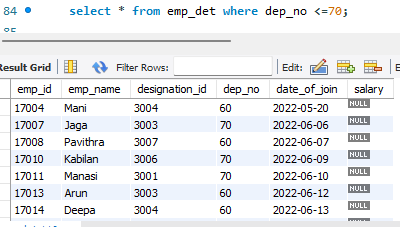 84 select * from emp_det where dep_no <=70;
85
Result Grid Filter Rows: Edit:
emp_id emp_name designation_id dep_no date_of_join salary
17004 Mani 3004 60 2022-05-20 NULL
17007 Jaga 3003 70 2022-06-06 NULL
17008 Pavithra 3007 60 2022-06-07 NULL
17010 Kabilan 3006 70 2022-06-09 NULL
17011 Manasi 3001 70 2022-06-10 NULL
17013 Arun 3003 60 2022-06-12 NULL
17014 Deepa 3004 60 2022-06-13 NULL